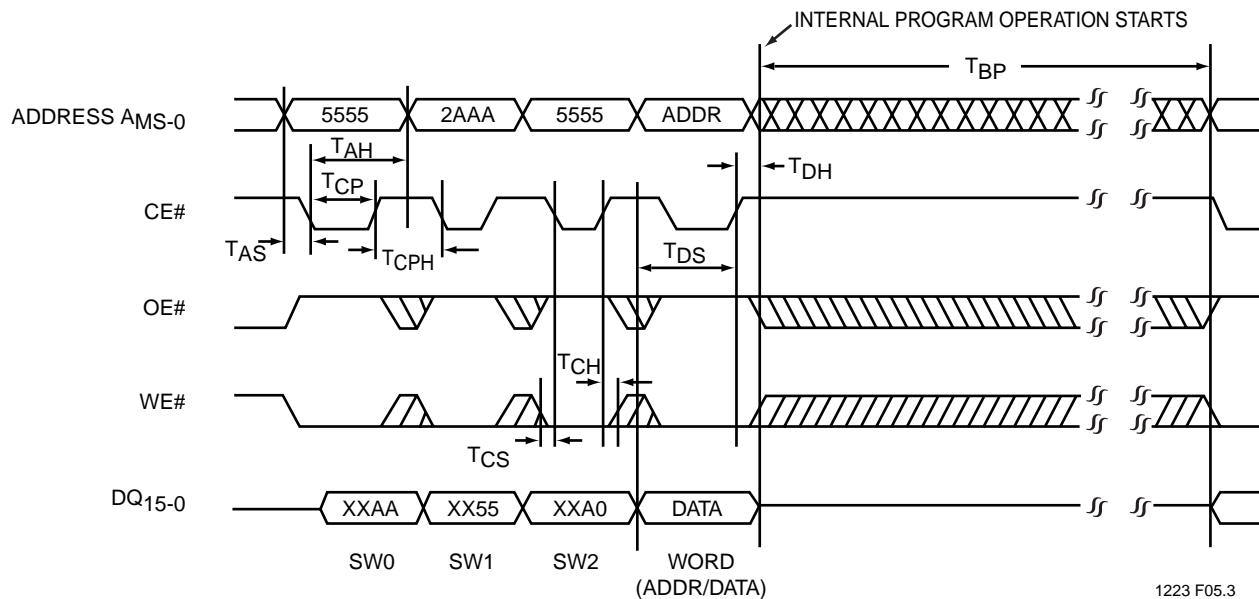 INTERNAL PROGRAM OPERATION STARTS
TBP
ADDRESS AMS-0
5555 2AAA 5555 ADDR
TAH
TDH
TCP
CE#
TAS
TCPH
TDS
OE#
TCH
WE#
TCS
DQ15-0
XXAA XX55 XXA0 DATA
SW0 SW1 SW2 WORD
(ADDR/DATA)
1223 F05.3